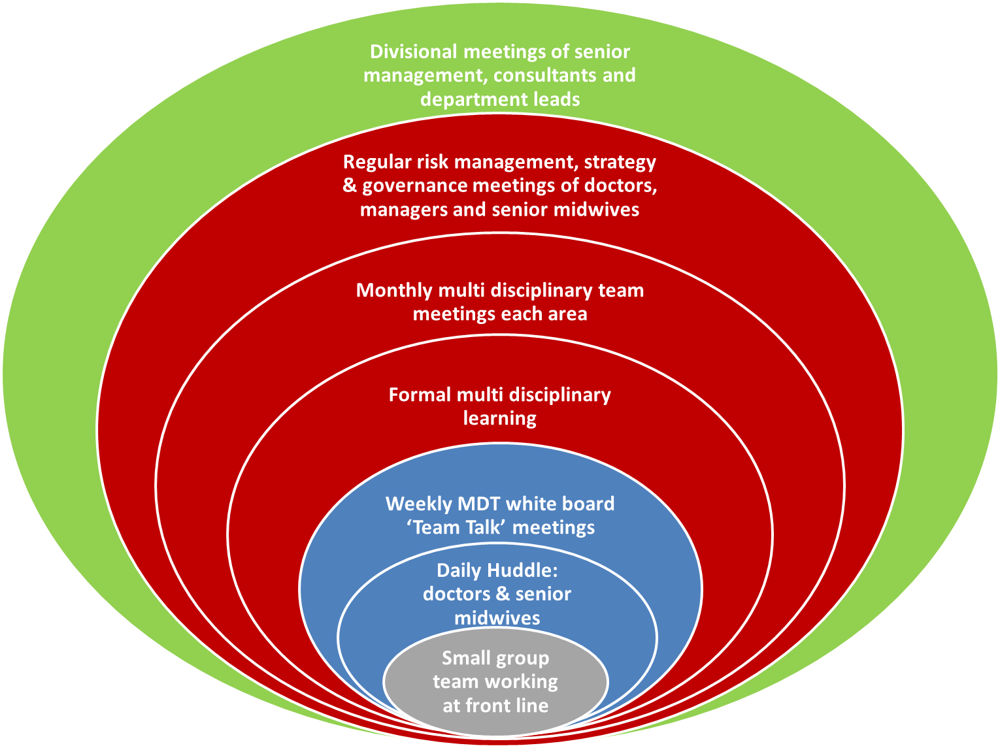 Divisional meetings of senior
management, consultants and
department leads
Regular risk management, strategy
& governance meetings of doctors,
managers and senior midwives
Monthly multi disciplinary team
meetings each area
Formal multi disciplinary
learning
Weekly MDT white board
‘Team Talk’ meetings
Daily Huddle:
doctors & senior
midwives
Small group
team working
at front line